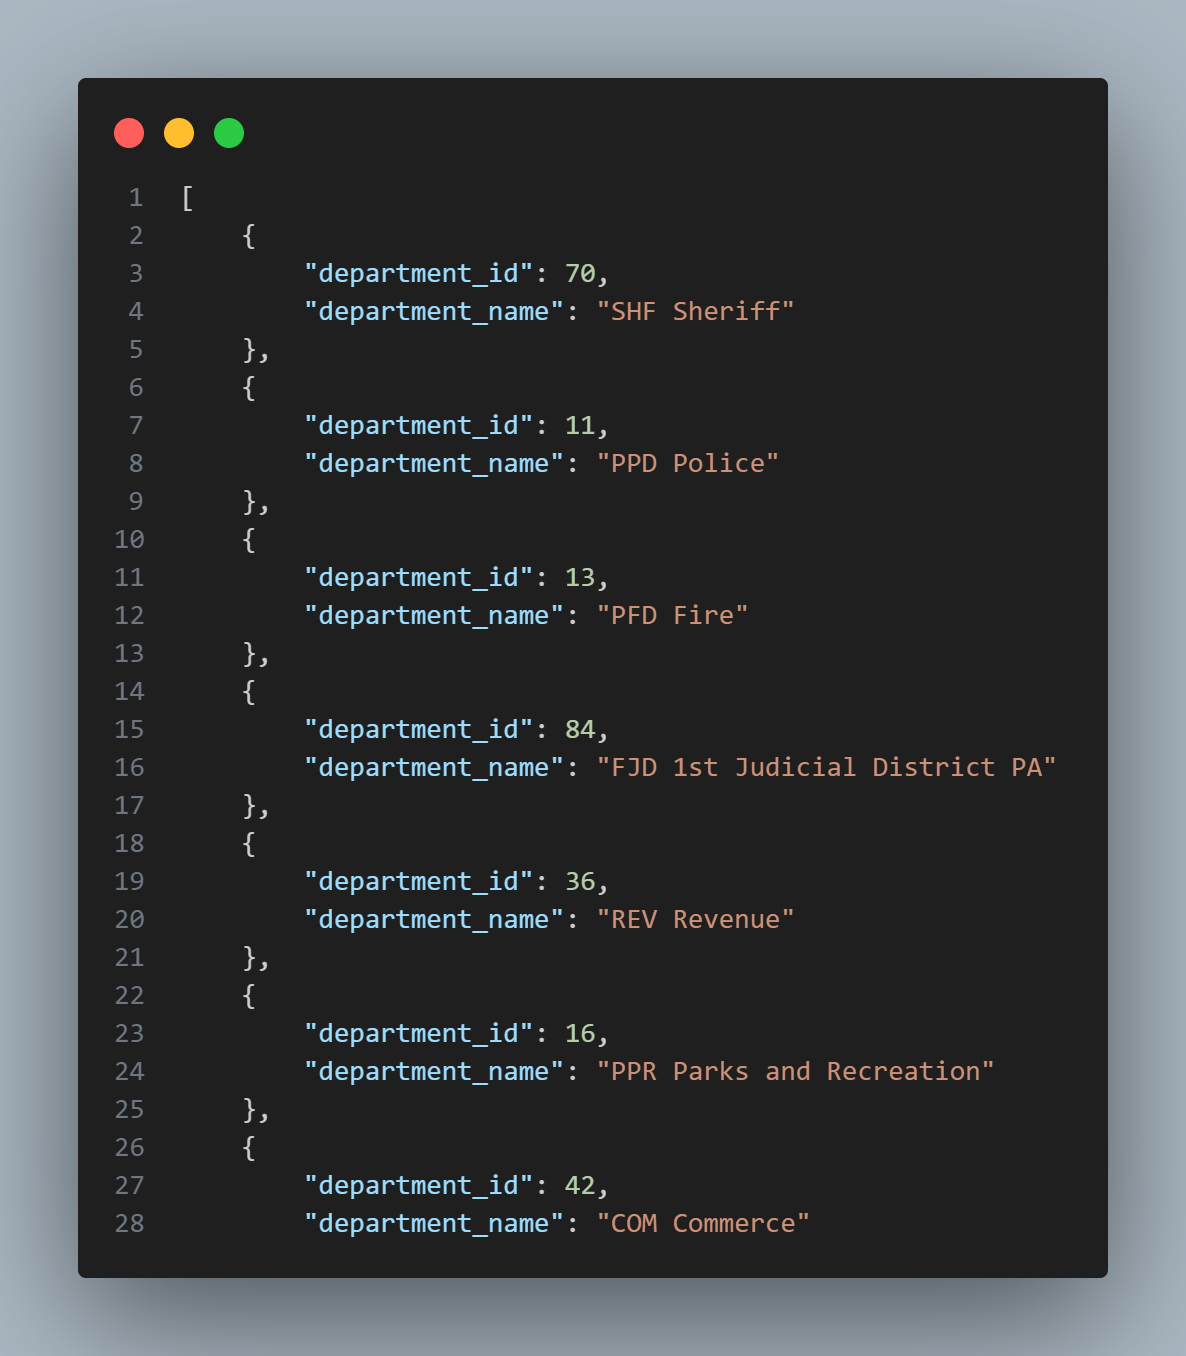 1 [
2     {
3         "department_id": 70,
4         "department_name": "SHF Sheriff"
5     },
6     {
7         "department_id": 11,
8         "department_name": "PPD Police"
9     },
10     {
11         "department_id": 13,
12         "department_name": "PFD Fire"
13     },
14     {
15         "department_id": 84,
16         "department_name": "FJD 1st Judicial District PA"
17     },
18     {
19         "department_id": 36,
20         "department_name": "REV Revenue"
21     },
22     {
23         "department_id": 16,
24         "department_name": "PPR Parks and Recreation"
25     },
26     {
27         "department_id": 42,
28         "department_name": "COM Commerce"